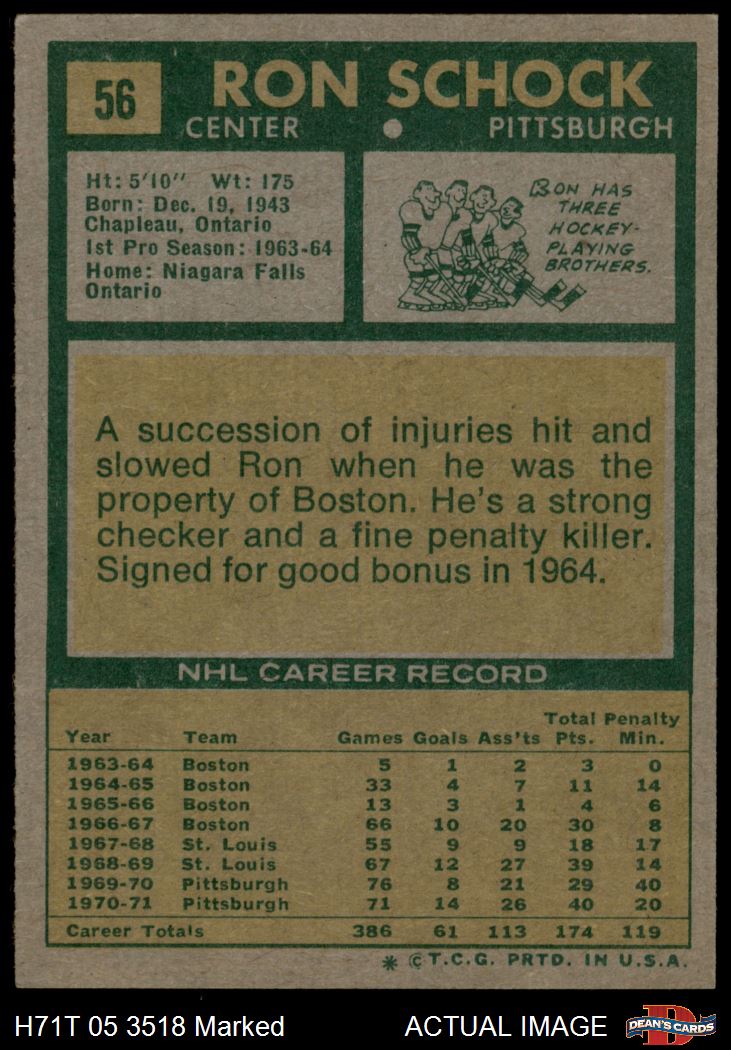 56
RON SCHOCK
CENTER • PITTSBURGH
Ht: 5'10" Wt: 175
Born: Dec. 19, 1943
Chapleau, Ontario
1st Pro Season: 1963-64
Home: Niagara Falls
Ontario
RON HAS
THREE
HOCKEY-
PLAYING
BROTHERS.
A succession of injuries hit and
slowed Ron when he was the
property of Boston. He's a strong
checker and a fine penalty killer.
Signed for good bonus in 1964.
NHL CAREER RECORD
Year Team Games Goals Ass'ts Total Pts. Penalty Min.
1963-64 Boston 5 1 2 3 0
1964-65 Boston 33 4 7 11 14
1965-66 Boston 13 3 1 4 6
1966-67 Boston 66 10 20 30 8
1967-68 St. Louis 55 9 9 18 17
1968-69 St. Louis 67 12 27 39 14
1969-70 Pittsburgh 76 8 21 29 40
1970-71 Pittsburgh 71 14 26 40 20
Career Totals 386 61 113 174 119
* © T.C.G. PRTD. IN U.S.A.
H71T 05 3518 Marked
ACTUAL IMAGE
D
DEAN'S CARDS